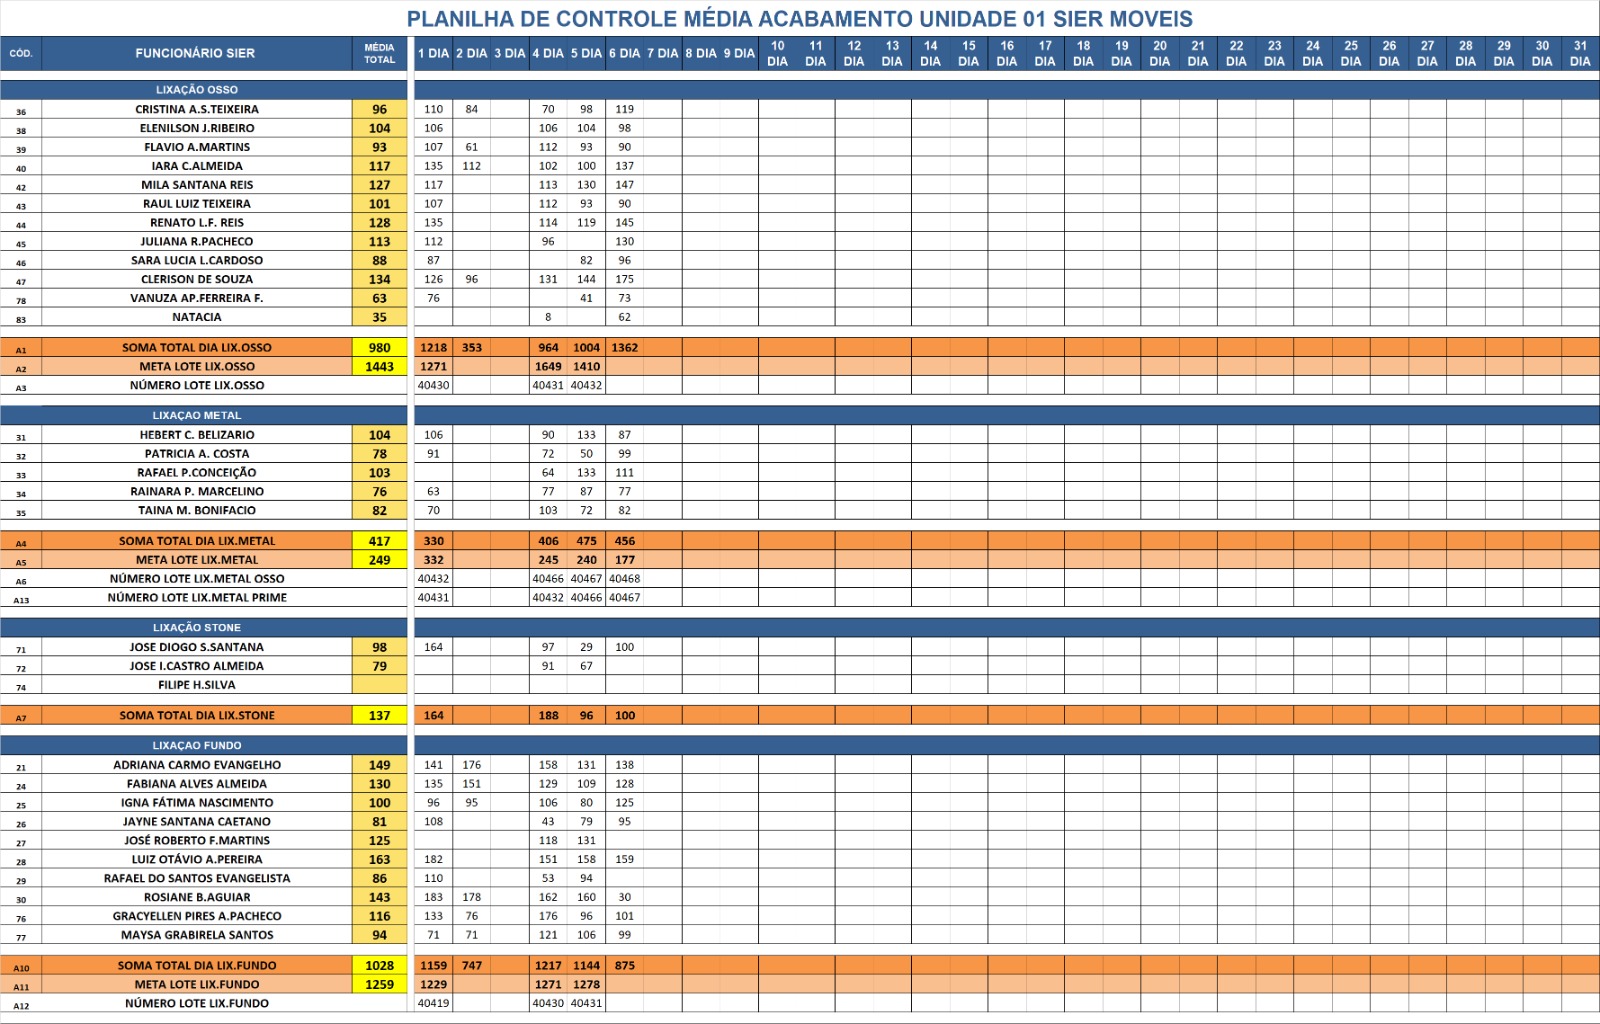 PLANILHA DE CONTROLE MÉDIA ACABAMENTO UNIDADE 01 SIER MOVEIS
CÓD. FUNCIONÁRIO SIER MÉDIA TOTAL 1 DIA 2 DIA 3 DIA 4 DIA 5 DIA 6 DIA 7 DIA 8 DIA 9 DIA 10 DIA 11 DIA 12 DIA 13 DIA 14 DIA 15 DIA 16 DIA 17 DIA 18 DIA 19 DIA 20 DIA 21 DIA 22 DIA 23 DIA 24 DIA 25 DIA 26 DIA 27 DIA 28 DIA 29 DIA 30 DIA 31 DIA
LIXAÇÃO OSSO
36 CRISTINA A.S.TEIXEIRA 96 110 84 70 98 119
38 ELENILSON J.RIBEIRO 104 106 106 104 98
39 FLAVIO A.MARTINS 93 107 61 112 93 90
40 IARA C.ALMEIDA 117 135 112 102 100 137
42 MILA SANTANA REIS 127 117 113 130 147
43 RAUL LUIZ TEIXEIRA 101 107 112 93 90
44 RENATO L.F. REIS 128 135 114 119 145
45 JULIANA R.PACHECO 113 112 96 130
46 SARA LUCIA L.CARDOSO 88 87 82 96
47 CLERISON DE SOUZA 134 126 96 131 144 175
78 VANUZA AP.FERREIRA F. 63 76 41 73
83 NATACIA 35 8 62
A1 SOMA TOTAL DIA LIX.OSSO 980 1218 353 964 1004 1362
A2 META LOTE LIX.OSSO 1443 1271 1649 1410
A3 NÚMERO LOTE LIX.OSSO 40430 40431 40432
LIXAÇAO METAL
31 HEBERT C. BELIZARIO 104 106 90 133 87
32 PATRICIA A. COSTA 78 91 72 50 99
33 RAFAEL P.CONCEIÇÃO 103 64 133 111
34 RAINARA P. MARCELINO 76 63 77 87 77
35 TAINA M. BONIFACIO 82 70 103 72 82
A4 SOMA TOTAL DIA LIX.METAL 417 330 406 475 456
A5 META LOTE LIX.METAL 249 332 245 240 177
A6 NÚMERO LOTE LIX.METAL OSSO 40432 40466 40467 40468
A13 NÚMERO LOTE LIX.METAL PRIME 40431 40432 40466 40467
LIXAÇÃO STONE
71 JOSE DIOGO S.SANTANA 98 164 97 29 100
72 JOSE I.CASTRO ALMEIDA 79 91 67
74 FILIPE H.SILVA
A7 SOMA TOTAL DIA LIX.STONE 137 164 188 96 100
LIXAÇAO FUNDO
21 ADRIANA CARMO EVANGELHO 149 141 176 158 131 138
24 FABIANA ALVES ALMEIDA 130 135 151 129 109 128
25 IGNA FÁTIMA NASCIMENTO 100 96 95 106 80 125
26 JAYNE SANTANA CAETANO 81 108 43 79 95
27 JOSÉ ROBERTO F.MARTINS 125 118 131
28 LUIZ OTÁVIO A.PEREIRA 163 182 151 158 159
29 RAFAEL DO SANTOS EVANGELISTA 86 110 53 94
30 ROSIANE B.AGUIAR 143 183 178 162 160 30
76 GRACYELLEN PIRES A.PACHECO 116 133 76 176 96 101
77 MAYSA GRABIRELA SANTOS 94 71 71 121 106 99
A10 SOMA TOTAL DIA LIX.FUNDO 1028 1159 747 1217 1144 875
A11 META LOTE LIX.FUNDO 1259 1229 1271 1278
A12 NÚMERO LOTE LIX.FUNDO 40419 40430 40431